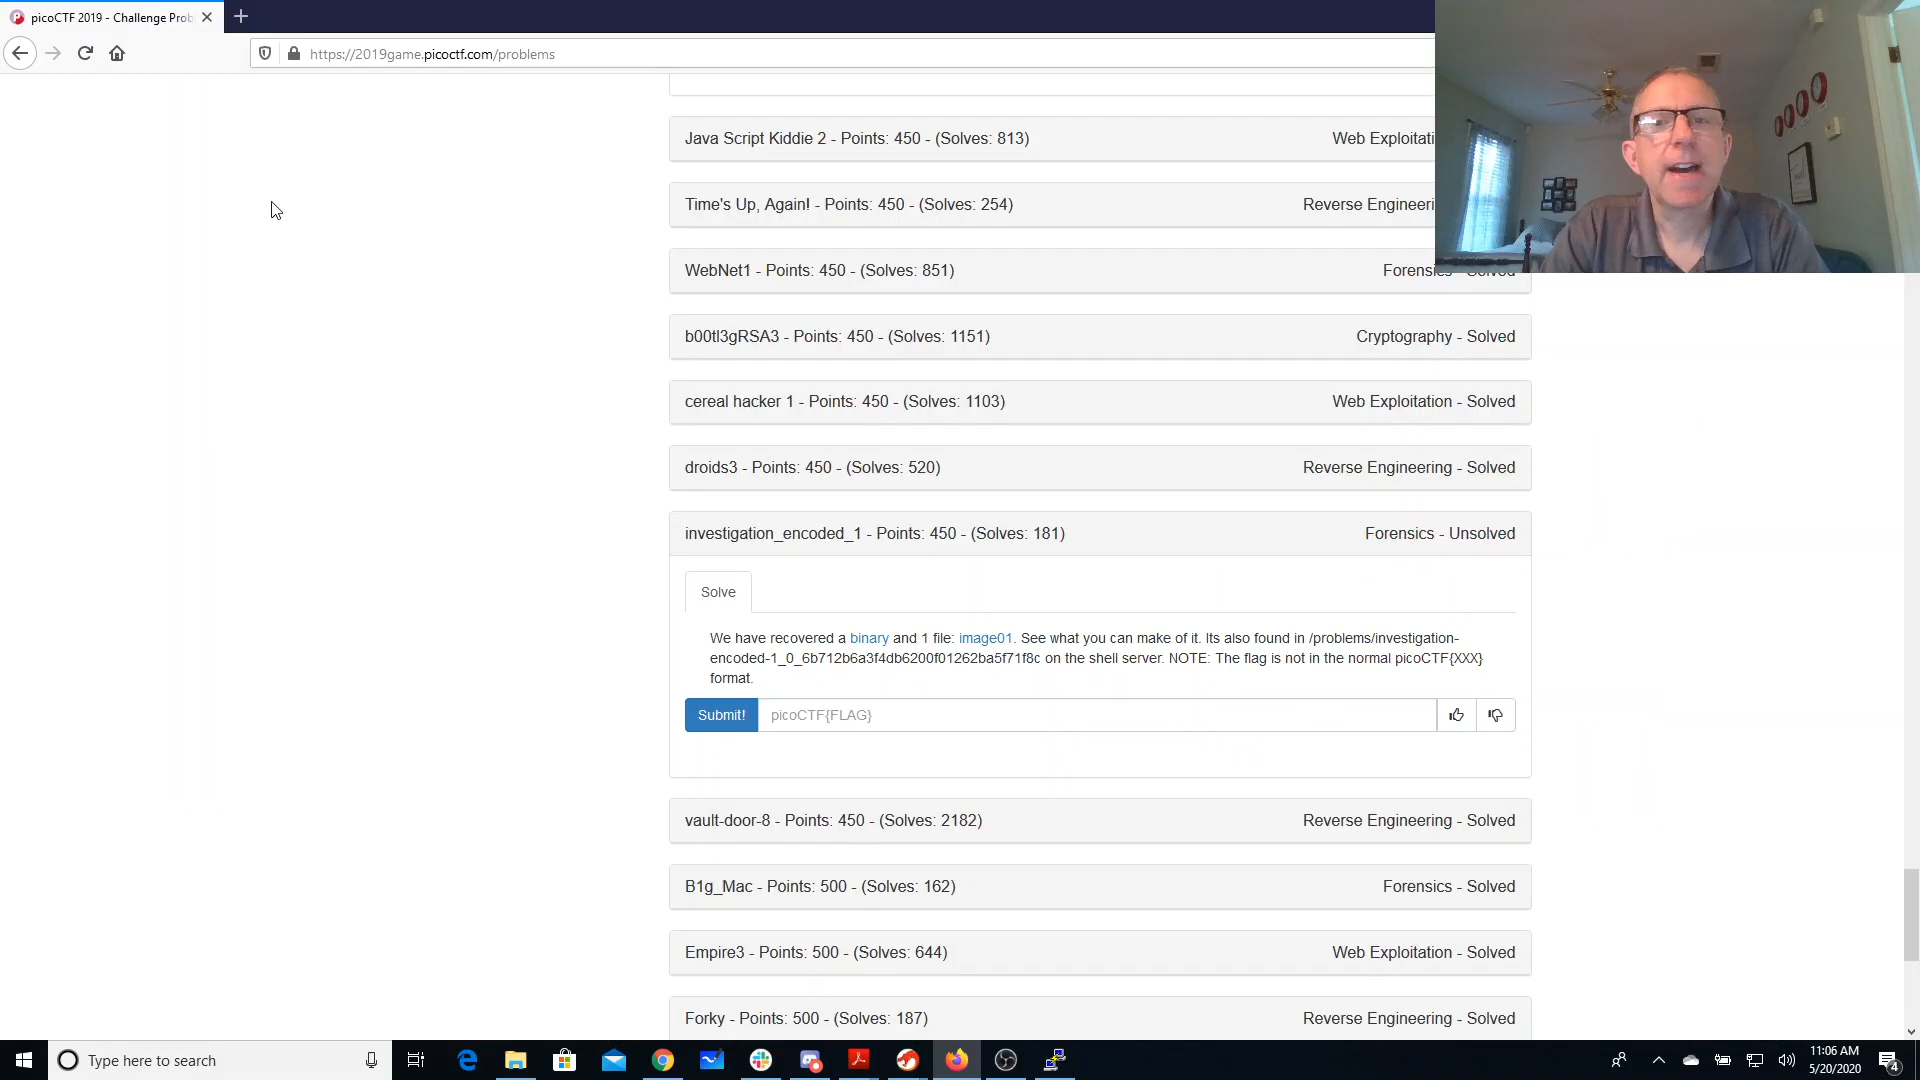 picoCTF 2019 - Challenge Prob
https://2019game.picoctf.com/problems
Java Script Kiddie 2 - Points: 450 - (Solves: 813) Web Exploitati
Time's Up, Again! - Points: 450 - (Solves: 254) Reverse Engineeri
WebNet1 - Points: 450 - (Solves: 851) Forensics - Solved
b00tl3gRSA3 - Points: 450 - (Solves: 1151) Cryptography - Solved
cereal hacker 1 - Points: 450 - (Solves: 1103) Web Exploitation - Solved
droids3 - Points: 450 - (Solves: 520) Reverse Engineering - Solved
investigation_encoded_1 - Points: 450 - (Solves: 181) Forensics - Unsolved
Solve
We have recovered a binary and 1 file: image01. See what you can make of it. Its also found in /problems/investigation-
encoded-1_0_6b712b6a3f4db6200f01262ba5f71f8c on the shell server. NOTE: The flag is not in the normal picoCTF{XXX}
format.
Submit! picoCTF{FLAG}
vault-door-8 - Points: 450 - (Solves: 2182) Reverse Engineering - Solved
B1g_Mac - Points: 500 - (Solves: 162) Forensics - Solved
Empire3 - Points: 500 - (Solves: 644) Web Exploitation - Solved
Forky - Points: 500 - (Solves: 187) Reverse Engineering - Solved
Type here to search
11:06 AM
5/20/2020
4